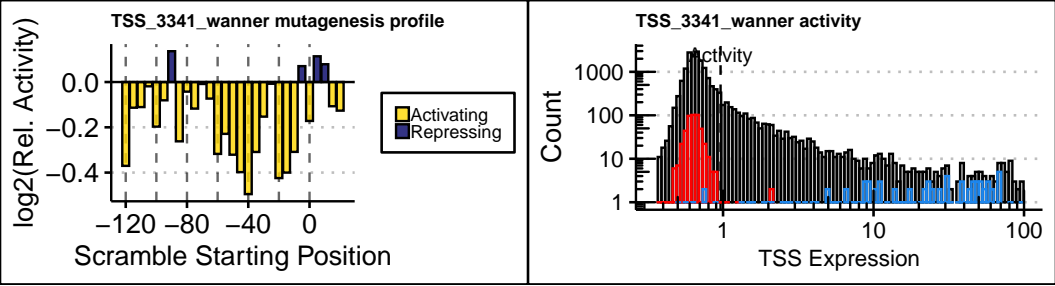 TSS_3341_wanner mutagenesis profile
log2(Rel. Activity)
0.0
−0.2
−0.4
−120 −80 −40 0
Scramble Starting Position
Activating
Repressing
TSS_3341_wanner activity
Activity
Count
1000
100
10
1
1 10 100
TSS Expression